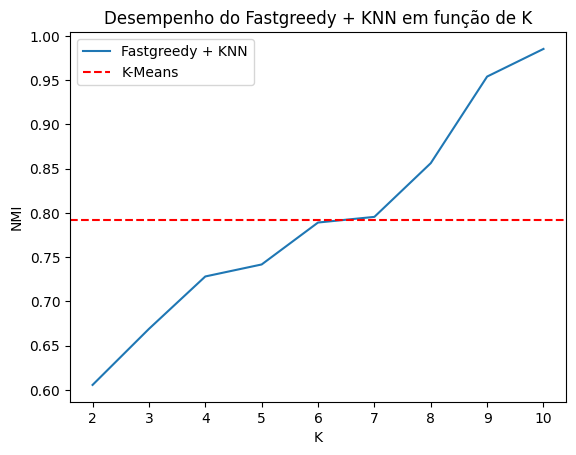 Desempenho do Fastgreedy + KNN em função de K
Fastgreedy + KNN
K-Means
NMI
1.00
0.95
0.90
0.85
0.80
0.75
0.70
0.65
0.60
2 3 4 5 6 7 8 9 10
K